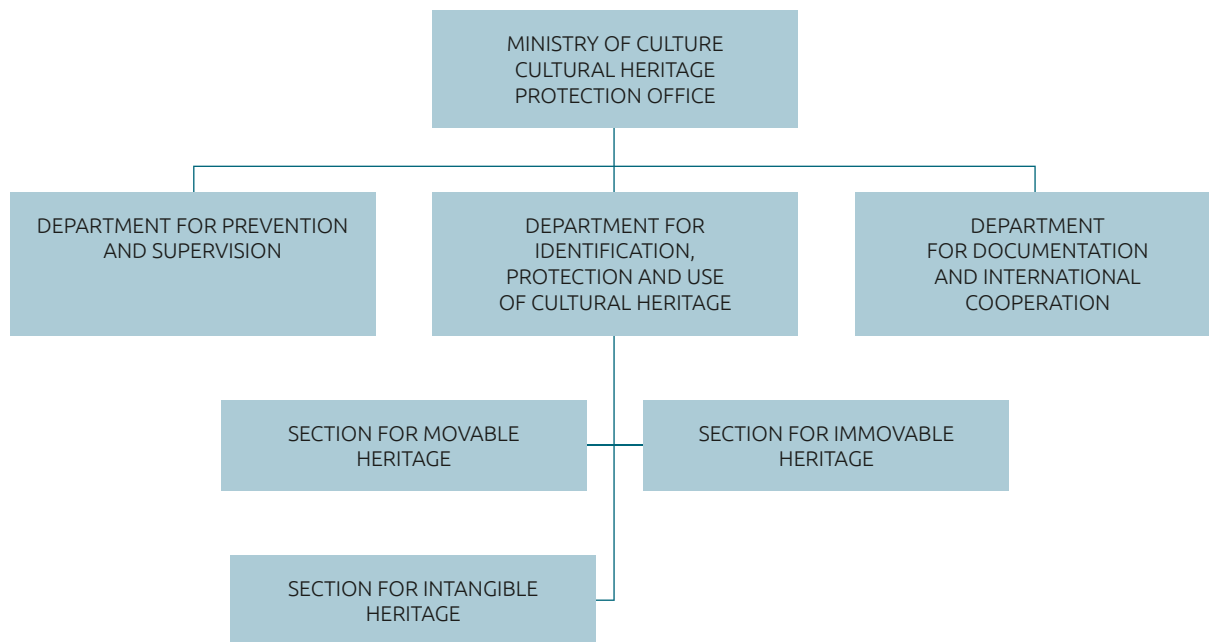 MINISTRY OF CULTURE
CULTURAL HERITAGE
PROTECTION OFFICE
DEPARTMENT FOR PREVENTION
AND SUPERVISION
DEPARTMENT FOR
IDENTIFICATION,
PROTECTION AND USE
OF CULTURAL HERITAGE
DEPARTMENT
FOR DOCUMENTATION
AND INTERNATIONAL
COOPERATION
SECTION FOR MOVABLE
HERITAGE
SECTION FOR IMMOVABLE
HERITAGE
SECTION FOR INTANGIBLE
HERITAGE